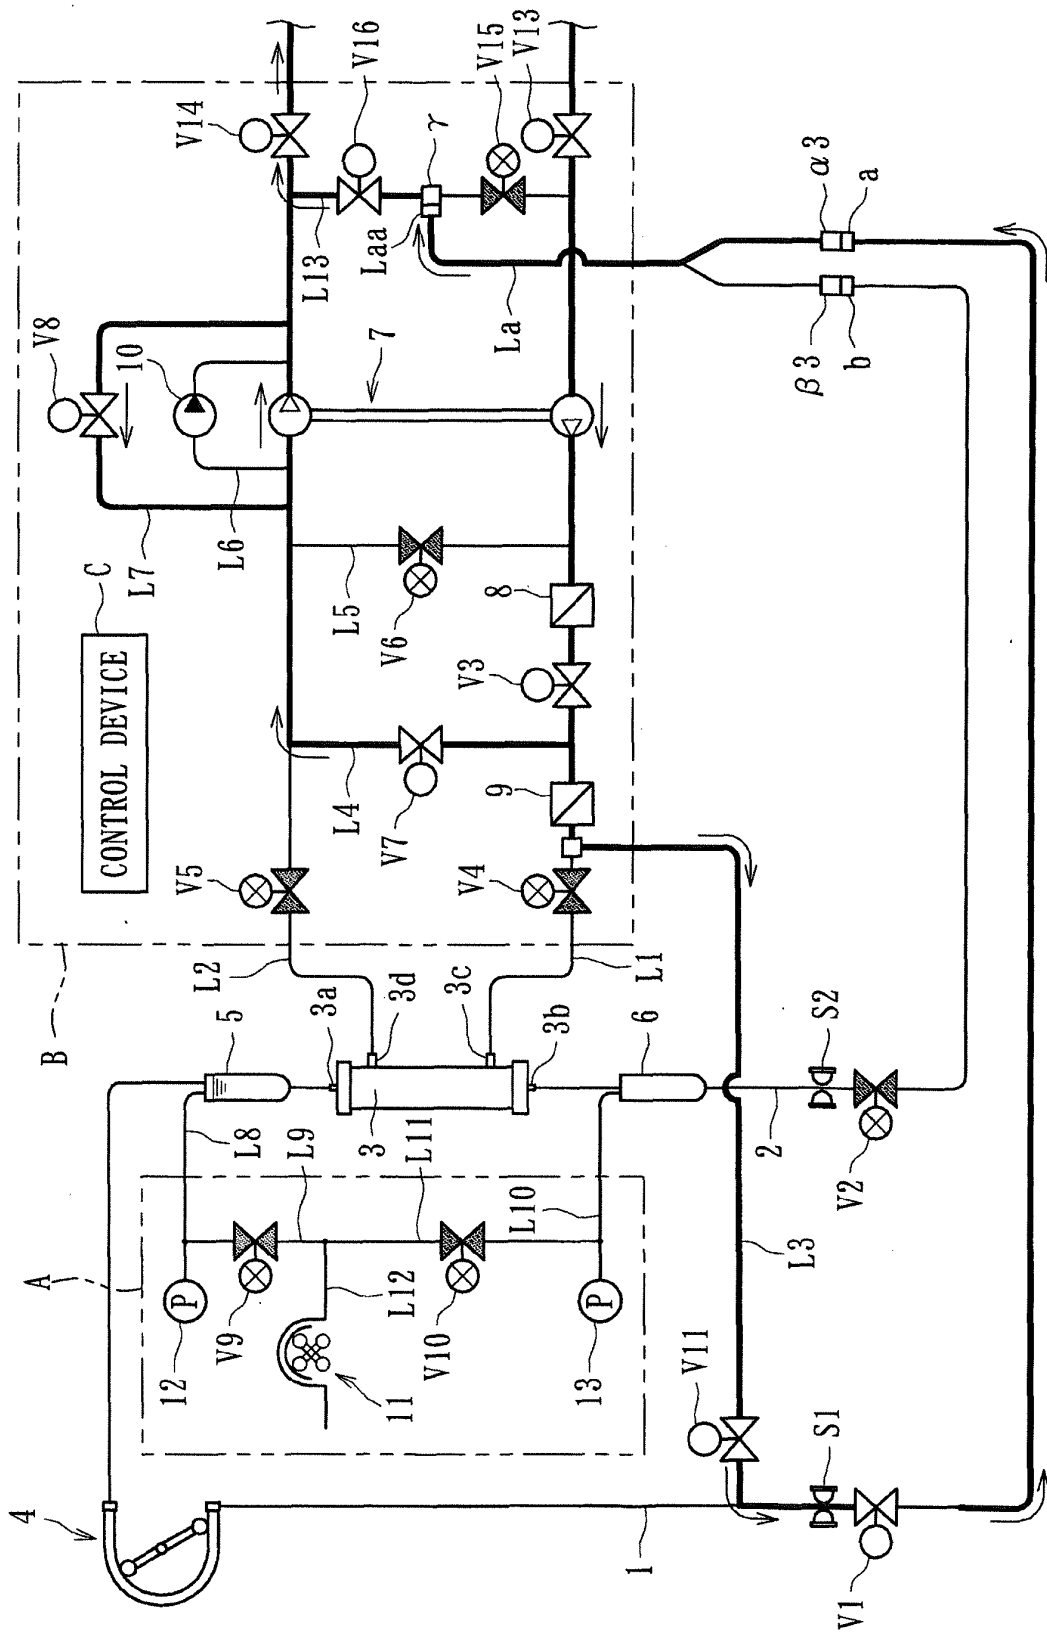 V14
V16
V15
V13
γ
L13
Laa
La
α3
a
β3
b
V8
10
7
L7
L6
C
CONTROL DEVICE
L5
V6
8
V3
L4
V7
9
V5
V4
B
L2
L1
5
3a
3d
3c
3b
6
3
S2
2
V2
L8
L9
L11
L10
L3
A
P
12
V9
L12
V10
11
P
13
V11
S1
4
1
V1